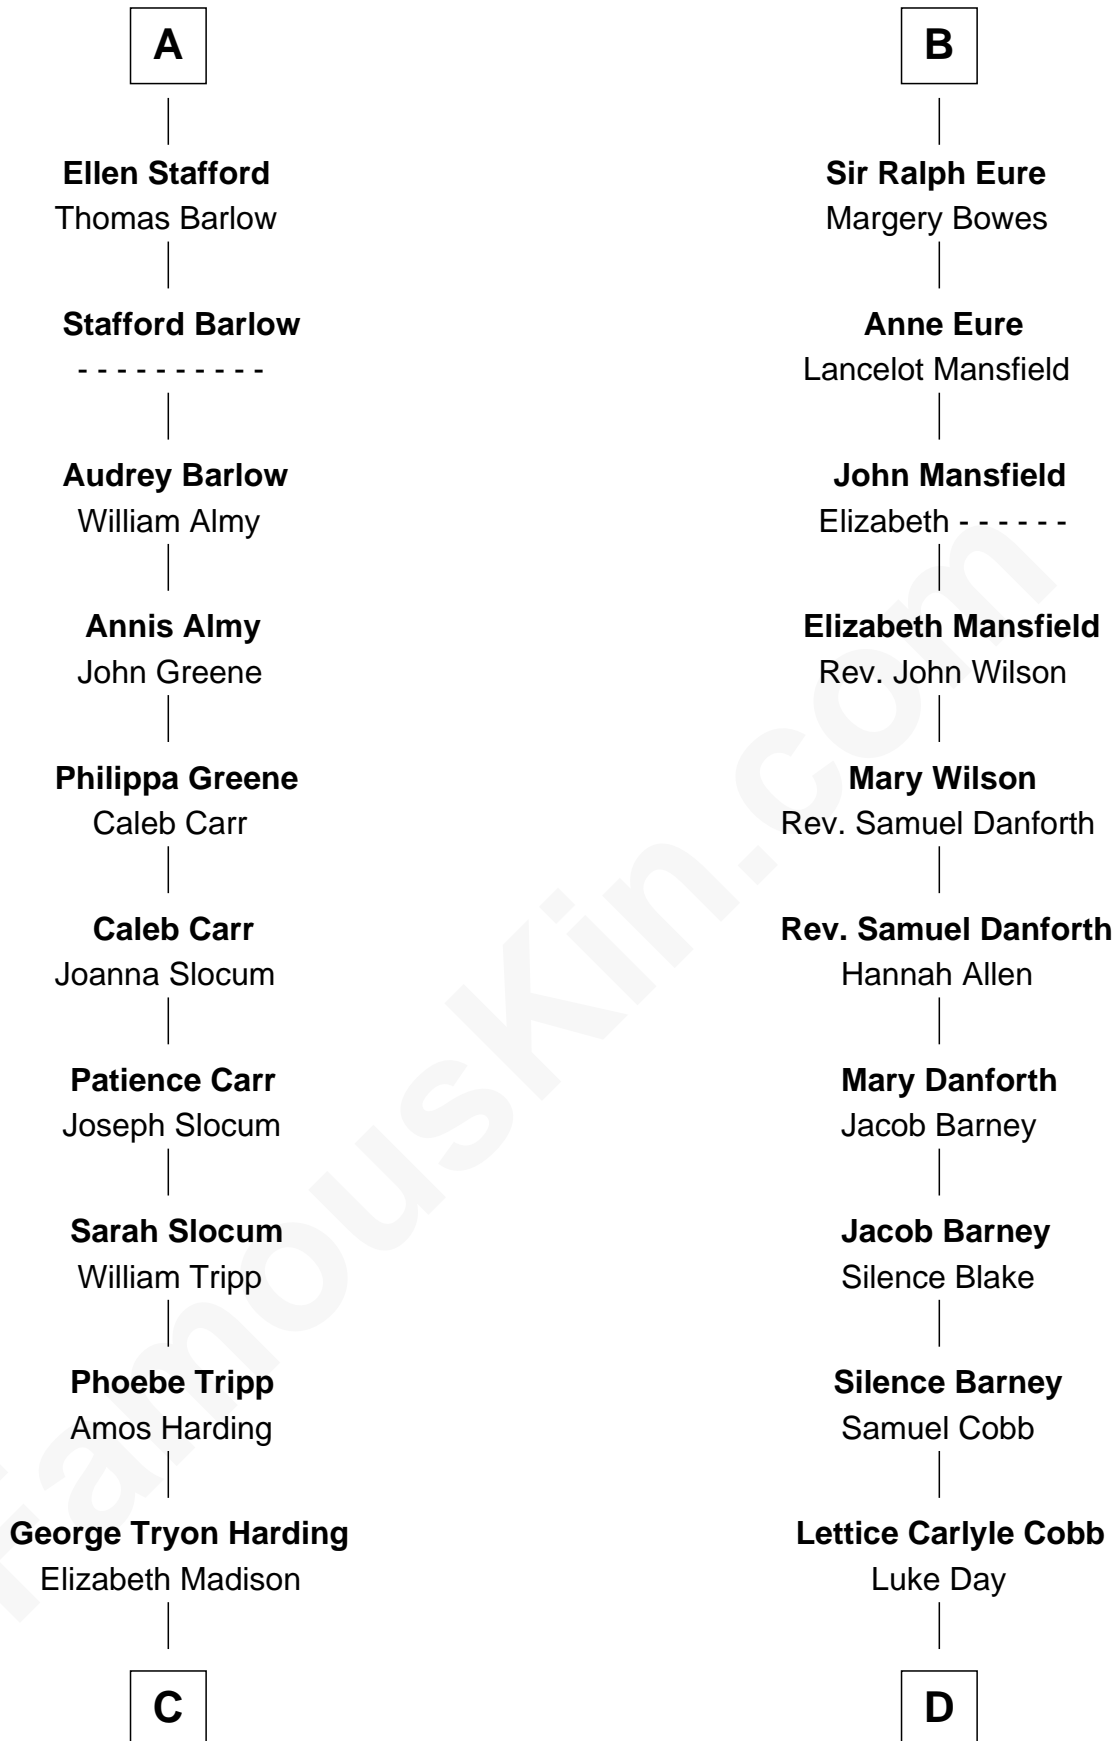 A
Ellen Stafford
Thomas Barlow
Stafford Barlow
- - - - - - - - - -
Audrey Barlow
William Almy
Annis Almy
John Greene
Philippa Greene
Caleb Carr
Caleb Carr
Joanna Slocum
Patience Carr
Joseph Slocum
Sarah Slocum
William Tripp
Phoebe Tripp
Amos Harding
George Tryon Harding
Elizabeth Madison
C
B
Sir Ralph Eure
Margery Bowes
Anne Eure
Lancelot Mansfield
John Mansfield
Elizabeth - - - - - -
Elizabeth Mansfield
Rev. John Wilson
Mary Wilson
Rev. Samuel Danforth
Rev. Samuel Danforth
Hannah Allen
Mary Danforth
Jacob Barney
Jacob Barney
Silence Blake
Silence Barney
Samuel Cobb
Lettice Carlyle Cobb
Luke Day
D
FamousKin.com